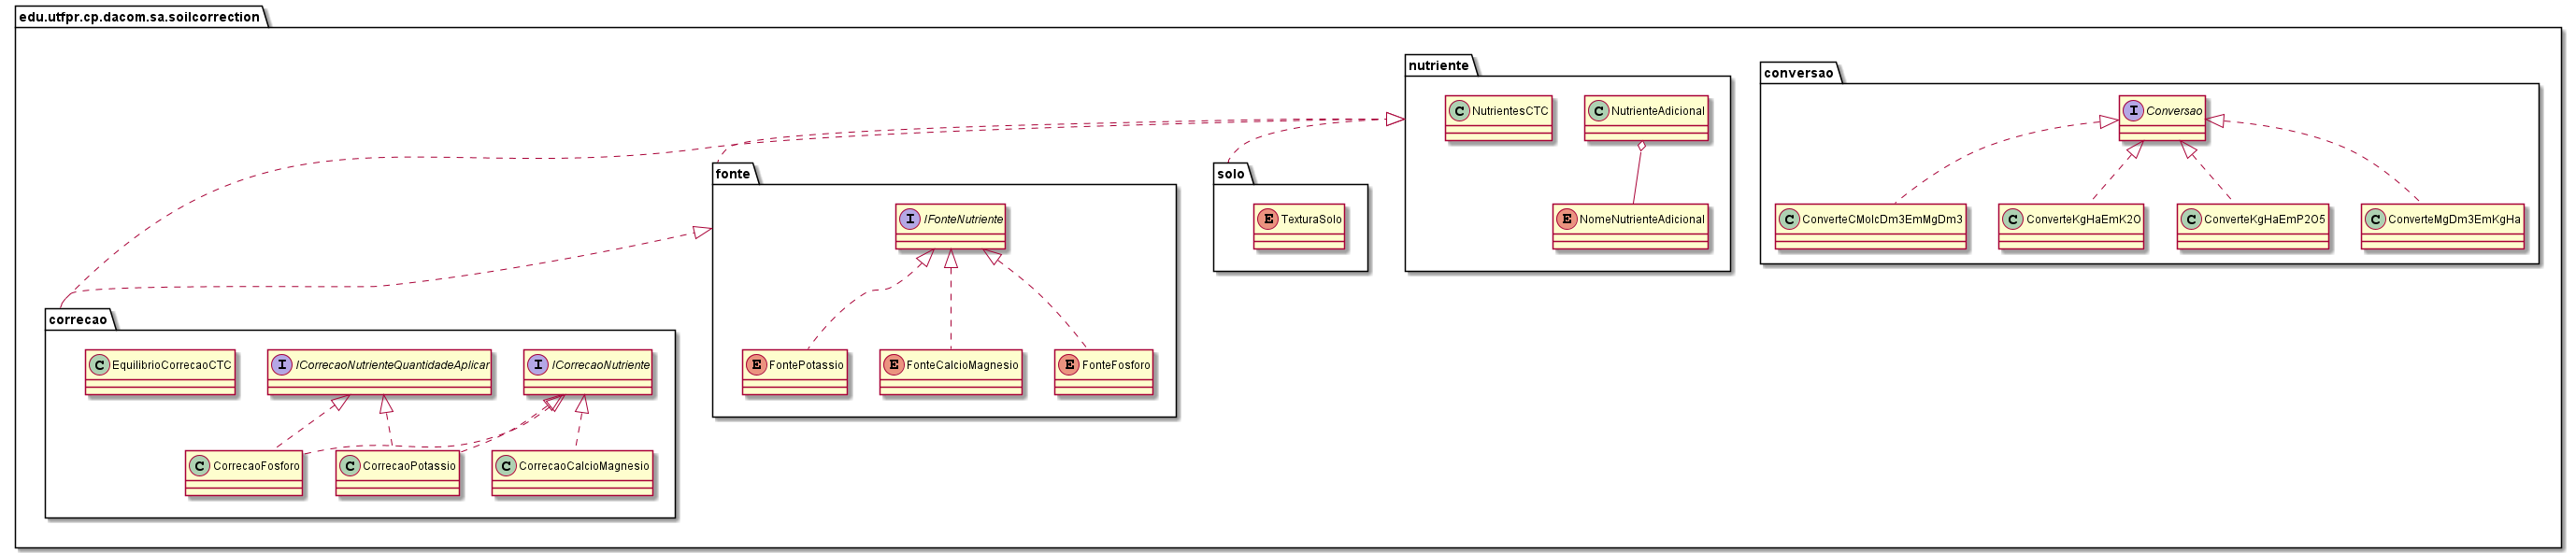 edu.utfpr.cp.dacom.sa.soilcorrection
nutriente
C NutrientesCTC
C NutrienteAdicional
E NomeNutrienteAdicional
conversao
I Conversao
C ConverteCMolcDm3EmMgDm3
C ConverteKgHaEmK2O
C ConverteKgHaEmP2O5
C ConverteMgDm3EmKgHa
fonte
I IFonteNutriente
E FontePotassio
E FonteCalcioMagnesio
E FonteFosforo
solo
E TexturaSolo
correcao
C EquilibrioCorrecaoCTC
I ICorrecaoNutrienteQuantidadeAplicar
I ICorrecaoNutriente
C CorrecaoFosforo
C CorrecaoPotassio
C CorrecaoCalcioMagnesio